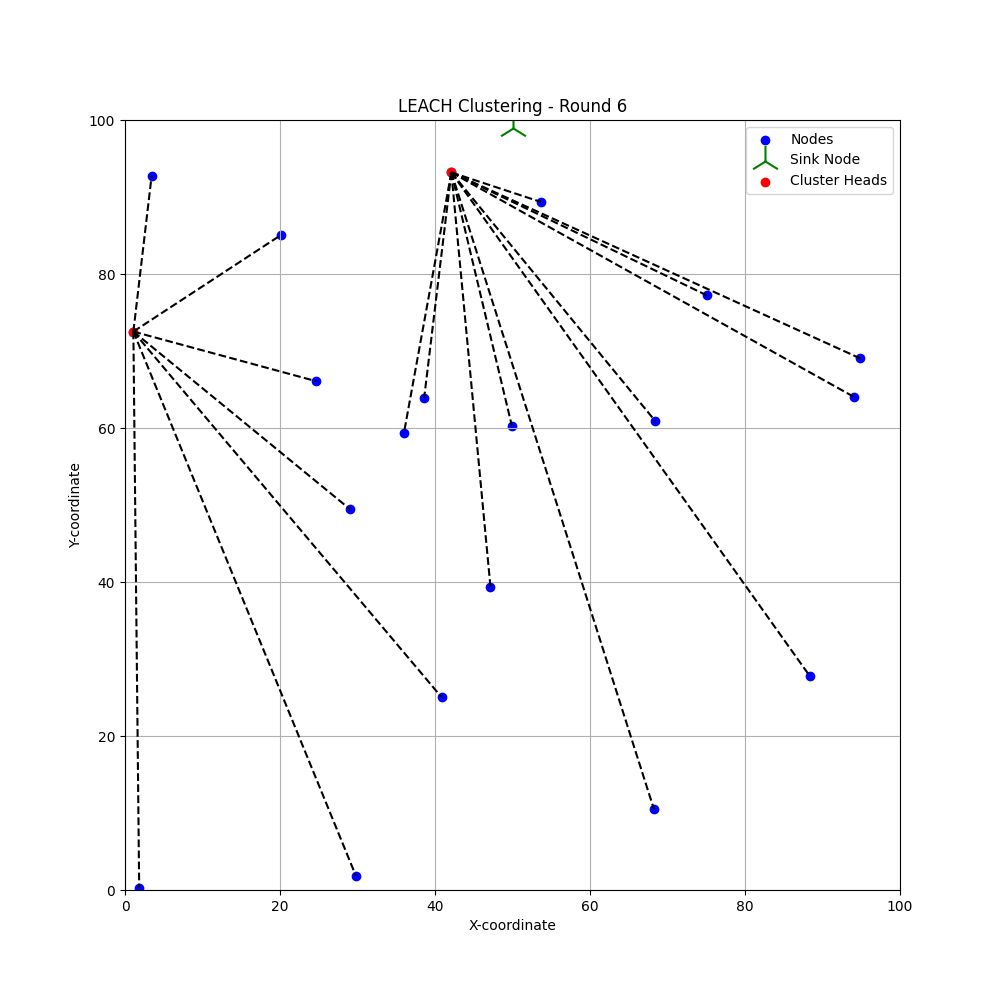 LEACH Clustering - Round 6
Nodes
Sink Node
Cluster Heads
100
80
60
40
20
0
Y-coordinate
0 20 40 60 80 100
X-coordinate